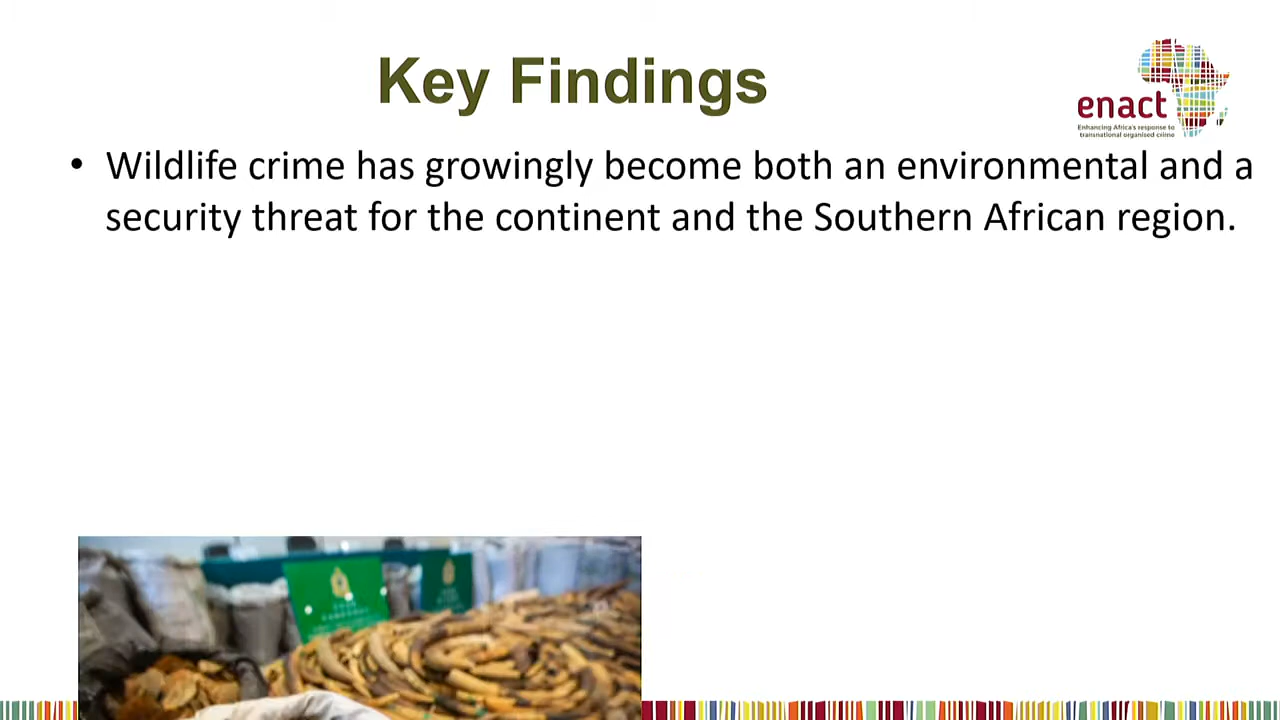 Key Findings
enact
Enhancing Africa's response to
transnational organised crime
• Wildlife crime has growingly become both an environmental and a
security threat for the continent and the Southern African region.